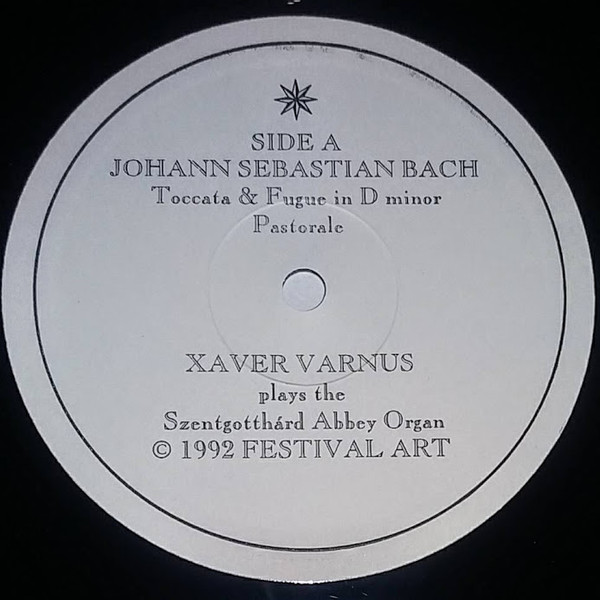 SIDE A
JOHANN SEBASTIAN BACH
Toccata & Fugue in D minor
Pastorale
XAVER VARNUS
plays the
Szentgotthárd Abbey Organ
© 1992 FESTIVAL ART